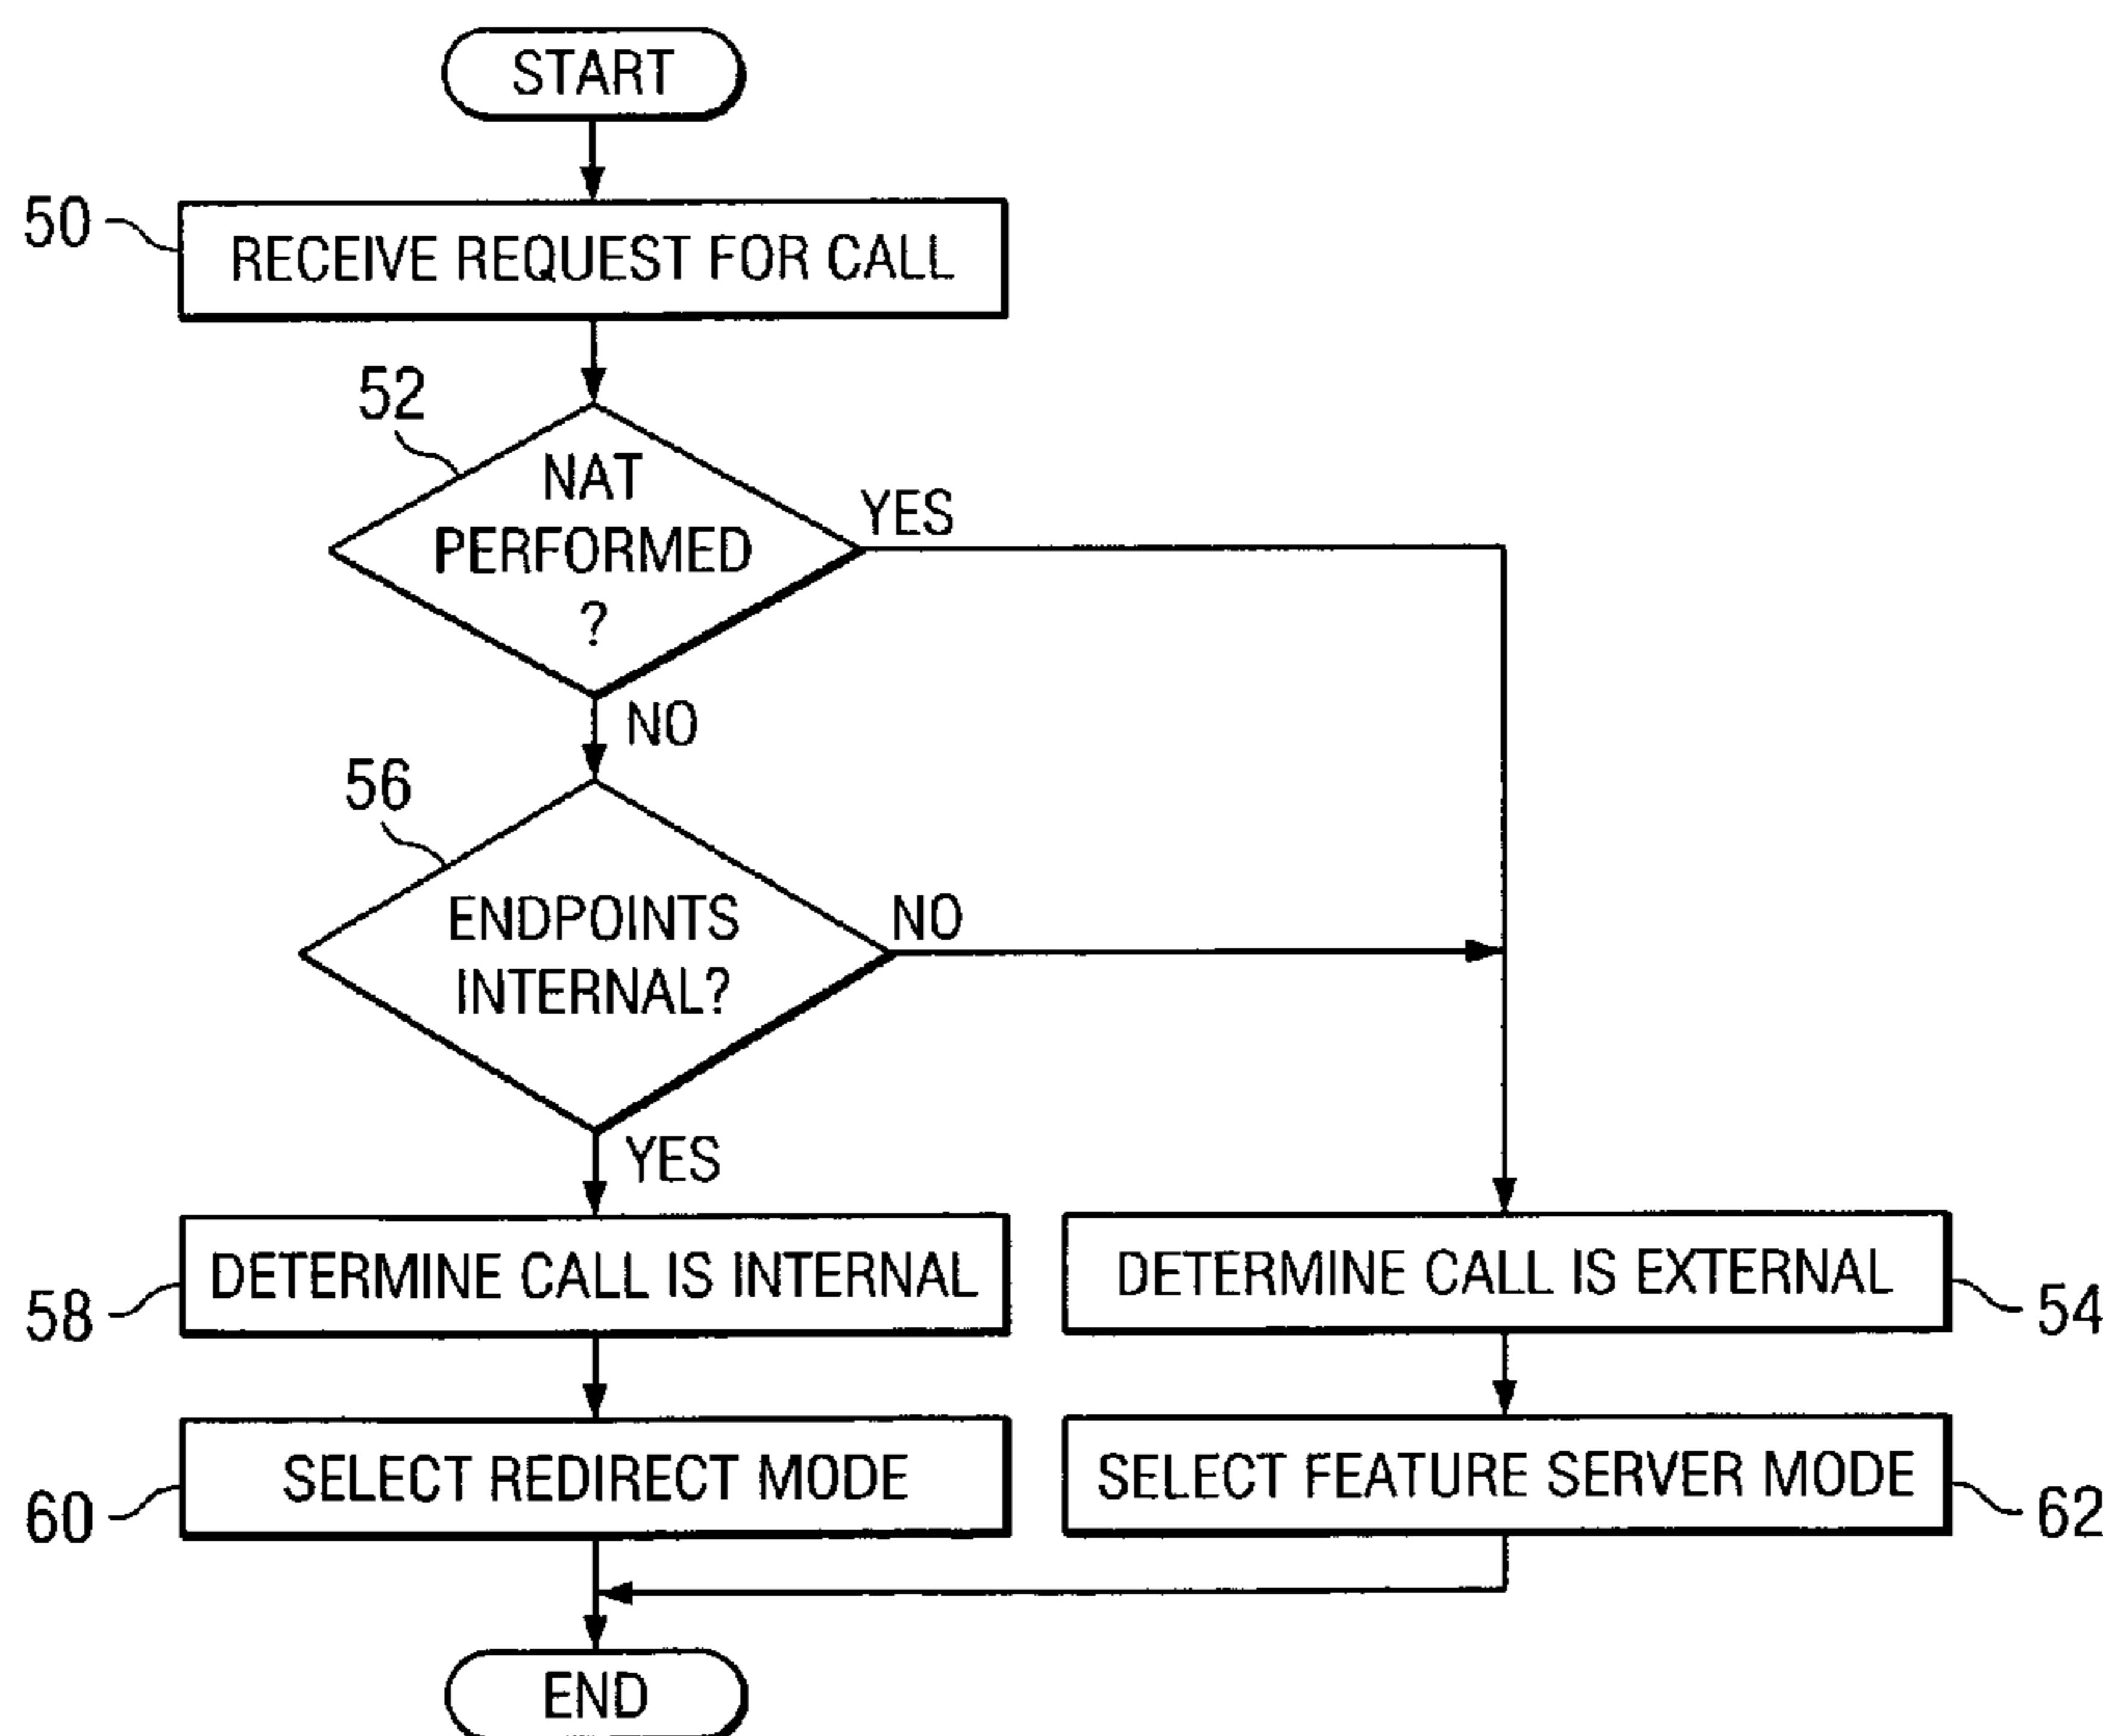 START
50
RECEIVE REQUEST FOR CALL
52
NAT
PERFORMED
?
YES
NO
56
ENDPOINTS
INTERNAL?
NO
YES
58
DETERMINE CALL IS INTERNAL
DETERMINE CALL IS EXTERNAL
54
60
SELECT REDIRECT MODE
SELECT FEATURE SERVER MODE
62
END